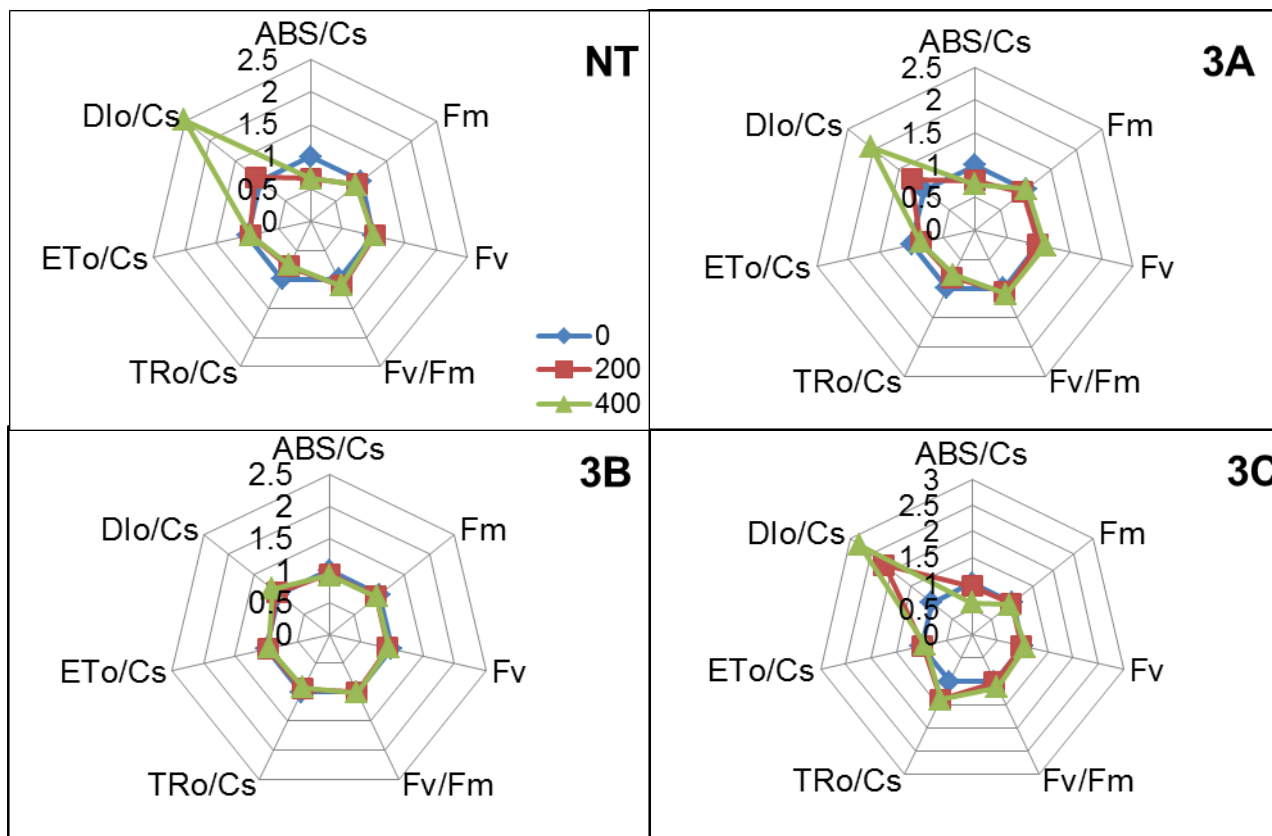 ABS/Cs
NT
2.5
2
1.5
1
0.5
0
Fm
Fv
Fv/Fm
TRo/Cs
ETo/Cs
DIo/Cs
0
200
400
ABS/Cs
3A
2.5
2
1.5
1
0.5
0
Fm
Fv
Fv/Fm
TRo/Cs
ETo/Cs
DIo/Cs
ABS/Cs
3B
2.5
2
1.5
1
0.5
0
Fm
Fv
Fv/Fm
TRo/Cs
ETo/Cs
DIo/Cs
ABS/Cs
3C
3
2.5
2
1.5
1
0.5
0
Fm
Fv
Fv/Fm
TRo/Cs
ETo/Cs
DIo/Cs